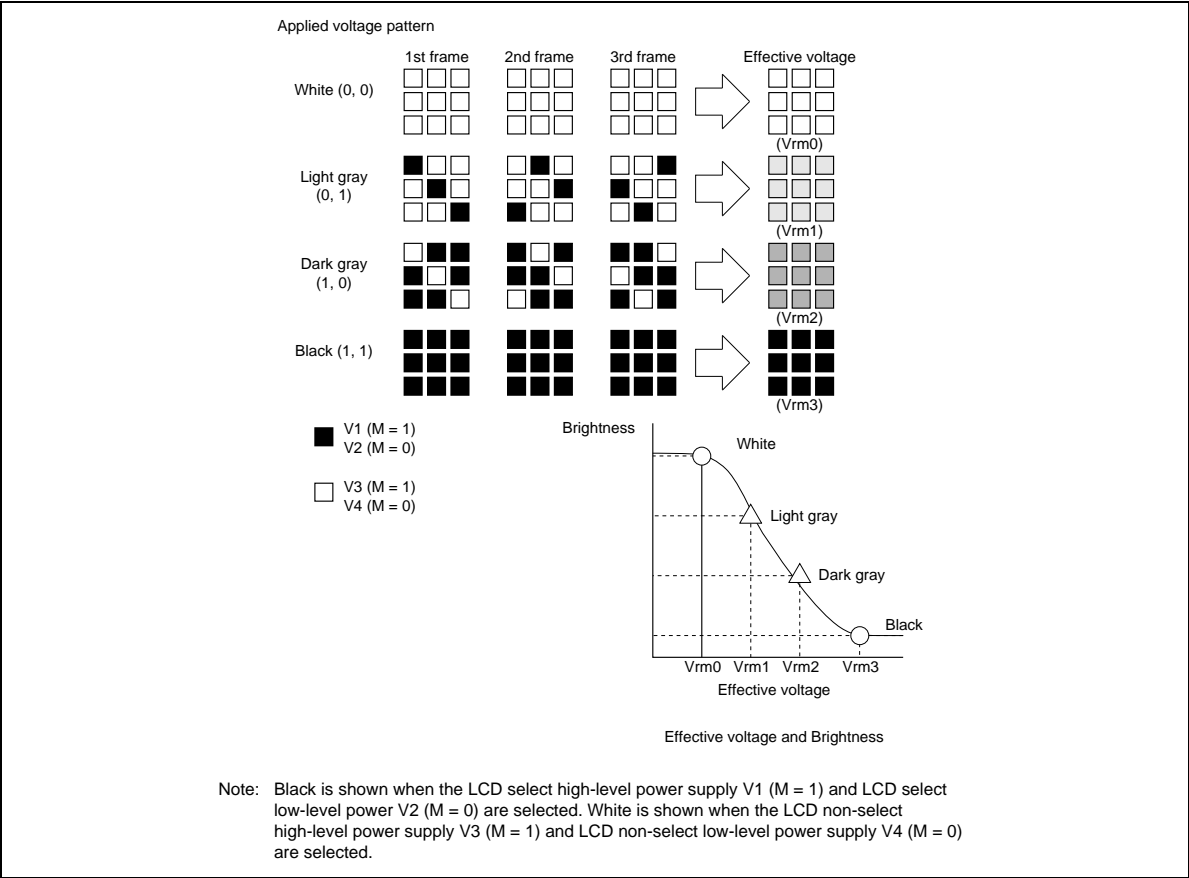 Applied voltage pattern
1st frame 2nd frame 3rd frame Effective voltage
White (0, 0)
(Vrm0)
Light gray
(0, 1)
(Vrm1)
Dark gray
(1, 0)
(Vrm2)
Black (1, 1)
(Vrm3)
V1 (M = 1)
V2 (M = 0)
V3 (M = 1)
V4 (M = 0)
Brightness
White
Light gray
Dark gray
Black
Vrm0 Vrm1 Vrm2 Vrm3
Effective voltage
Effective voltage and Brightness
Note: Black is shown when the LCD select high-level power supply V1 (M = 1) and LCD select
low-level power V2 (M = 0) are selected. White is shown when the LCD non-select
high-level power supply V3 (M = 1) and LCD non-select low-level power supply V4 (M = 0)
are selected.